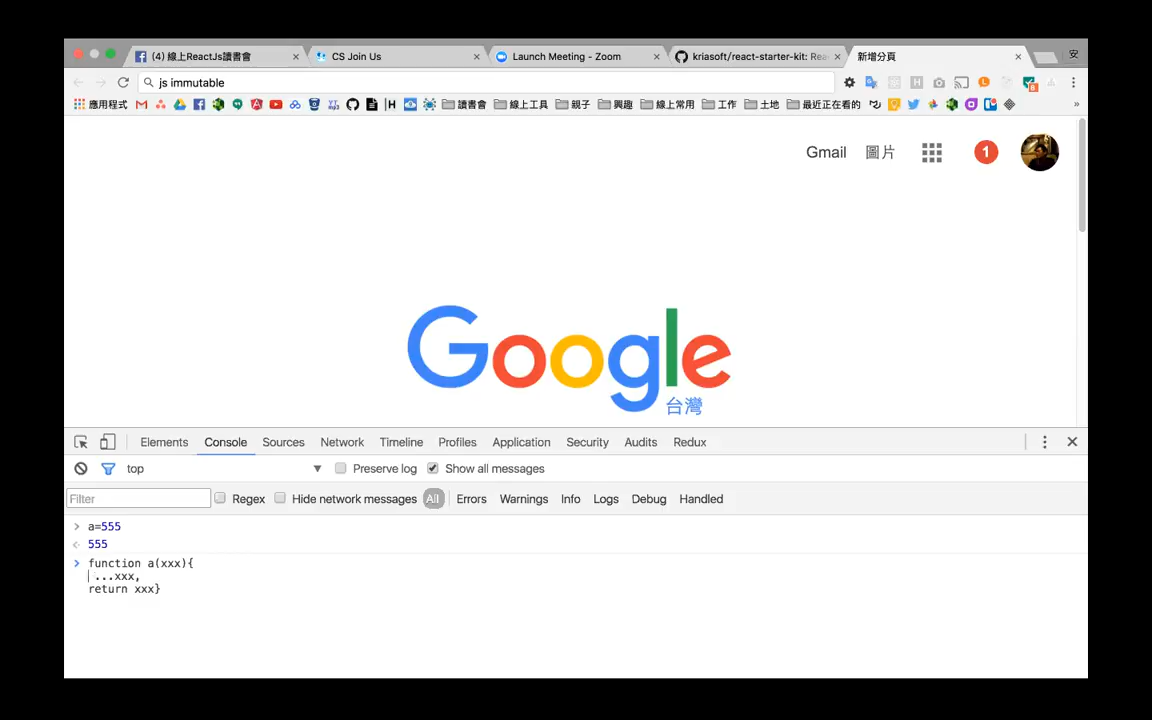 (4) 線上ReactJs讀書會
CS Join Us
Launch Meeting - Zoom
kriasoft/react-starter-kit: Rea
新增分頁
安
js immutable
應用程式
讀書會
線上工具
親子
興趣
線上常用
工作
土地
最近正在看的
»
Gmail 圖片
1
Google
台灣
Elements Console Sources Network Timeline Profiles Application Security Audits Redux
top
Preserve log
Show all messages
Filter
Regex
Hide network messages
All Errors Warnings Info Logs Debug Handled
> a=555
< 555
> function a(xxx){
...xxx,
return xxx}